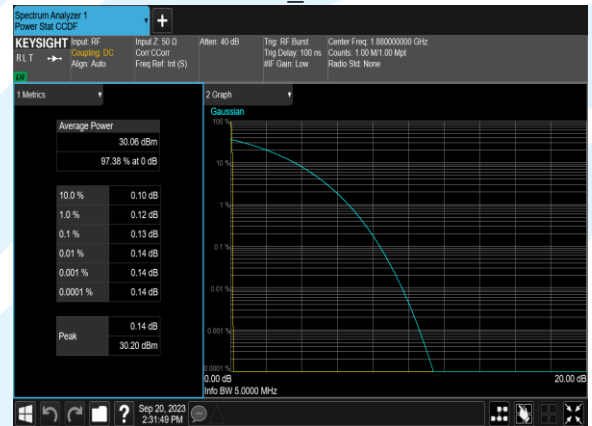 Spectrum Analyzer 1
Power Stat CCDF
+
KEYSIGHT
RLT
LXI
Input: RF
Coupling: DC
Align: Auto
Input Z: 50 Ω
Corr CCorr
Freq Ref: Int (S)
Atten: 40 dB
Trig: RF Burst
Trig Delay: 100 ns
#IF Gain: Low
Center Freq: 1.880000000 GHz
Counts: 1.00 M/1.00 Mpt
Radio Std: None
1 Metrics
Average Power
30.06 dBm
97.38 % at 0 dB
10.0 % 0.10 dB
1.0 % 0.12 dB
0.1 % 0.13 dB
0.01 % 0.14 dB
0.001 % 0.14 dB
0.0001 % 0.14 dB
Peak
0.14 dB
30.20 dBm
2 Graph
Gaussian
100 %
10 %
1 %
0.1 %
0.01 %
0.001 %
0.0001 %
0.00 dB 20.00 dB
Info BW 5.0000 MHz
? Sep 20, 2023
2:31:49 PM